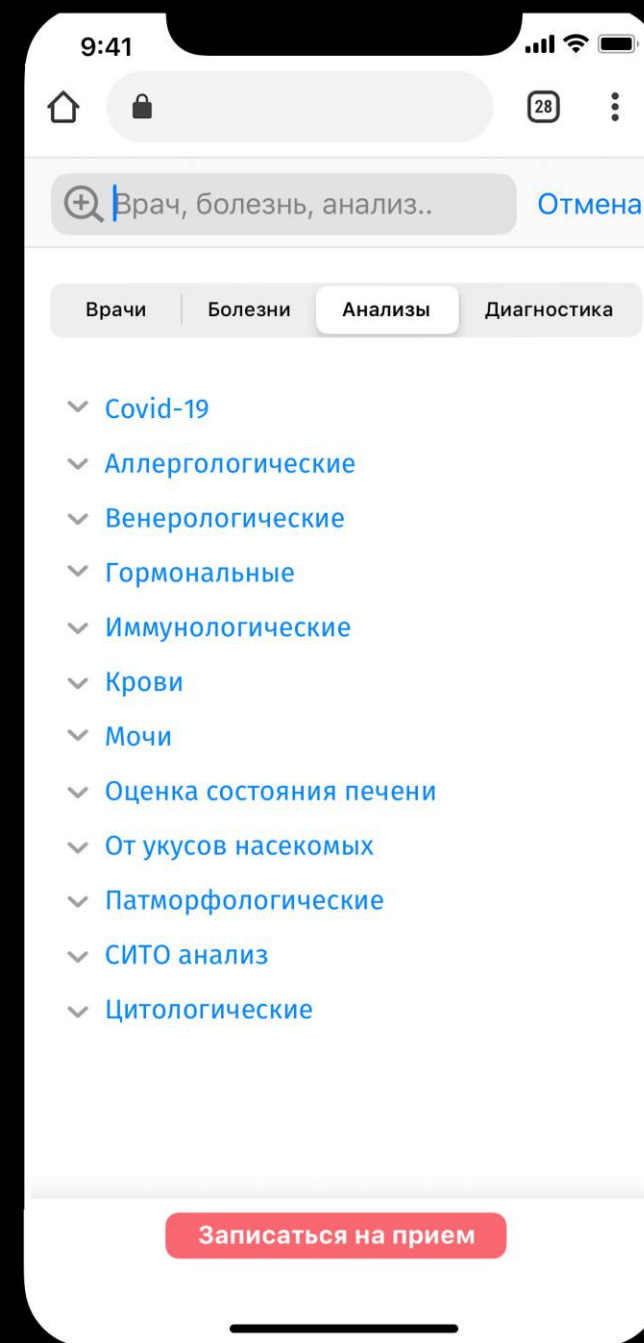 9:41
28
Врач, болезнь, анализ.. Отмена
Врачи Болезни Анализы Диагностика
Covid-19
Аллергологические
Венерологические
Гормональные
Иммунологические
Крови
Мочи
Оценка состояния печени
От укусов насекомых
Патморфологические
СИТО анализ
Цитологические
Записаться на прием